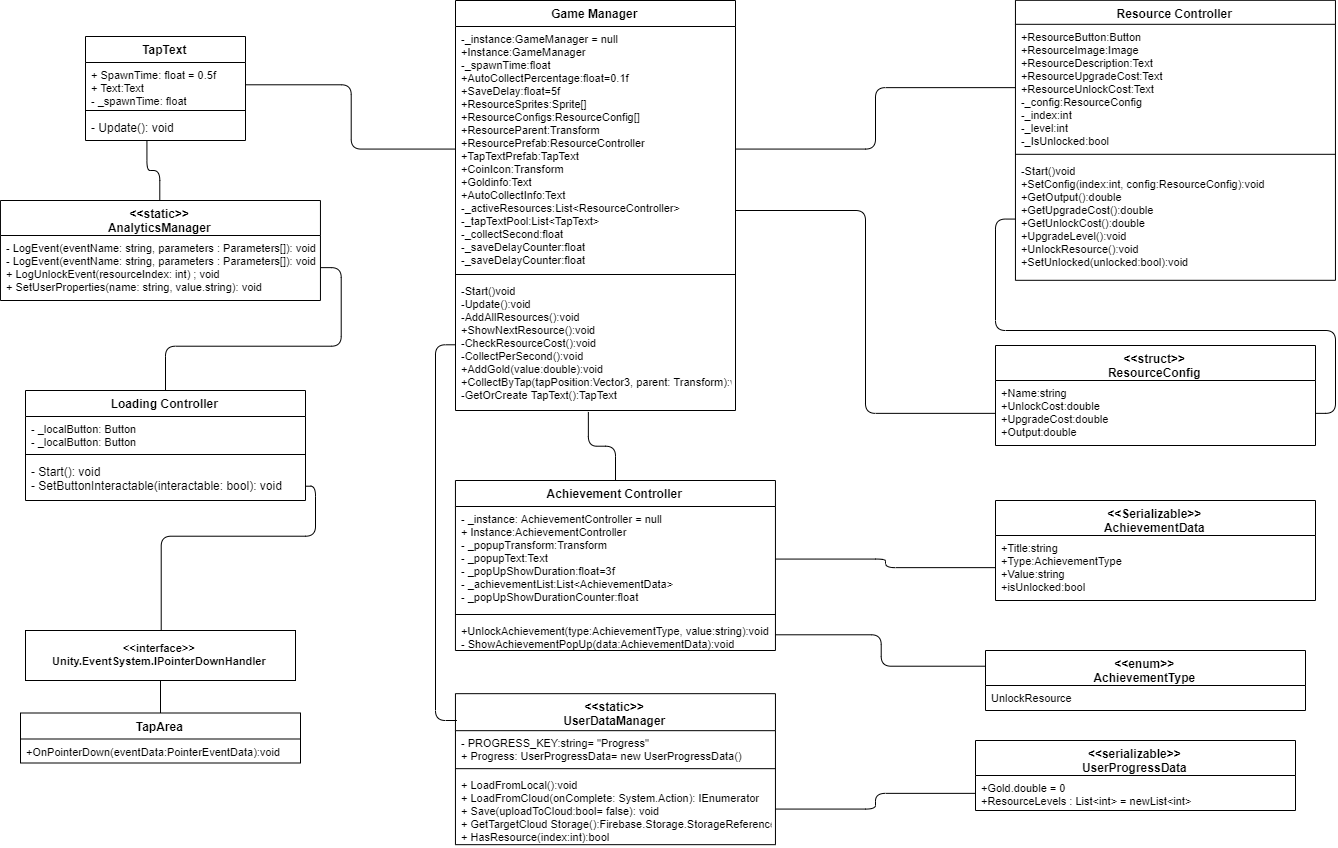 TapText
+ SpawnTime: float = 0.5f
+ Text:Text
- _spawnTime: float
- Update(): void
<<static>>
AnalyticsManager
- LogEvent(eventName: string, parameters : Parameters[]): void
- LogEvent(eventName: string, parameters : Parameters[]): void
+ LogUnlockEvent(resourceIndex: int) ; void
+ SetUserProperties(name: string, value.string): void
Loading Controller
- _localButton: Button
- _localButton: Button
- Start(): void
- SetButtonInteractable(interactable: bool): void
<<interface>>
Unity.EventSystem.IPointerDownHandler
TapArea
+OnPointerDown(eventData:PointerEventData):void
Game Manager
-_instance:GameManager = null
+Instance:GameManager
-_spawnTime:float
+AutoCollectPercentage:float=0.1f
+SaveDelay:float=5f
+ResourceSprites:Sprite[]
+ResourceConfigs:ResourceConfig[]
+ResourceParent:Transform
+ResourcePrefab:ResourceController
+TapTextPrefab:TapText
+CoinIcon:Transform
+Goldinfo:Text
+AutoCollectInfo:Text
-_activeResources:List<ResourceController>
-_tapTextPool:List<TapText>
-_collectSecond:float
-_saveDelayCounter:float
-_saveDelayCounter:float
-Start()void
-Update():void
-AddAllResources():void
+ShowNextResource():void
-CheckResourceCost():void
-CollectPerSecond():void
+AddGold(value:double):void
+CollectByTap(tapPosition:Vector3, parent: Transform):
-GetOrCreate TapText():TapText
Achievement Controller
- _instance: AchievementController = null
+ Instance:AchievementController
- _popupTransform:Transform
- _popupText:Text
- _popUpShowDuration:float=3f
- _achievementList:List<AchievementData>
- _popUpShowDurationCounter:float
+UnlockAchievement(type:AchievementType, value:string):void
- ShowAchievementPopUp(data:AchievementData):void
<<static>>
UserDataManager
- PROGRESS_KEY:string= "Progress"
+ Progress: UserProgressData= new UserProgressData()
+ LoadFromLocal():void
+ LoadFromCloud(onComplete: System.Action): IEnumerator
+ Save(uploadToCloud:bool= false): void
+ GetTargetCloud Storage():Firebase.Storage.StorageReference
+ HasResource(index:int):bool
Resource Controller
+ResourceButton:Button
+ResourceImage:Image
+ResourceDescription:Text
+ResourceUpgradeCost:Text
+ResourceUnlockCost:Text
-_config:ResourceConfig
-_index:int
-_level:int
-_IsUnlocked:bool
-Start()void
+SetConfig(index:int, config:ResourceConfig):void
+GetOutput():double
+GetUpgradeCost():double
+GetUnlockCost():double
+UpgradeLevel():void
+UnlockResource():void
+SetUnlocked(unlocked:bool):void
<<struct>>
ResourceConfig
+Name:string
+UnlockCost:double
+UpgradeCost:double
+Output:double
<<Serializable>>
AchievementData
+Title:string
+Type:AchievementType
+Value:string
+isUnlocked:bool
<<enum>>
AchievementType
UnlockResource
<<serializable>>
UserProgressData
+Gold.double = 0
+ResourceLevels : List<int> = newList<int>